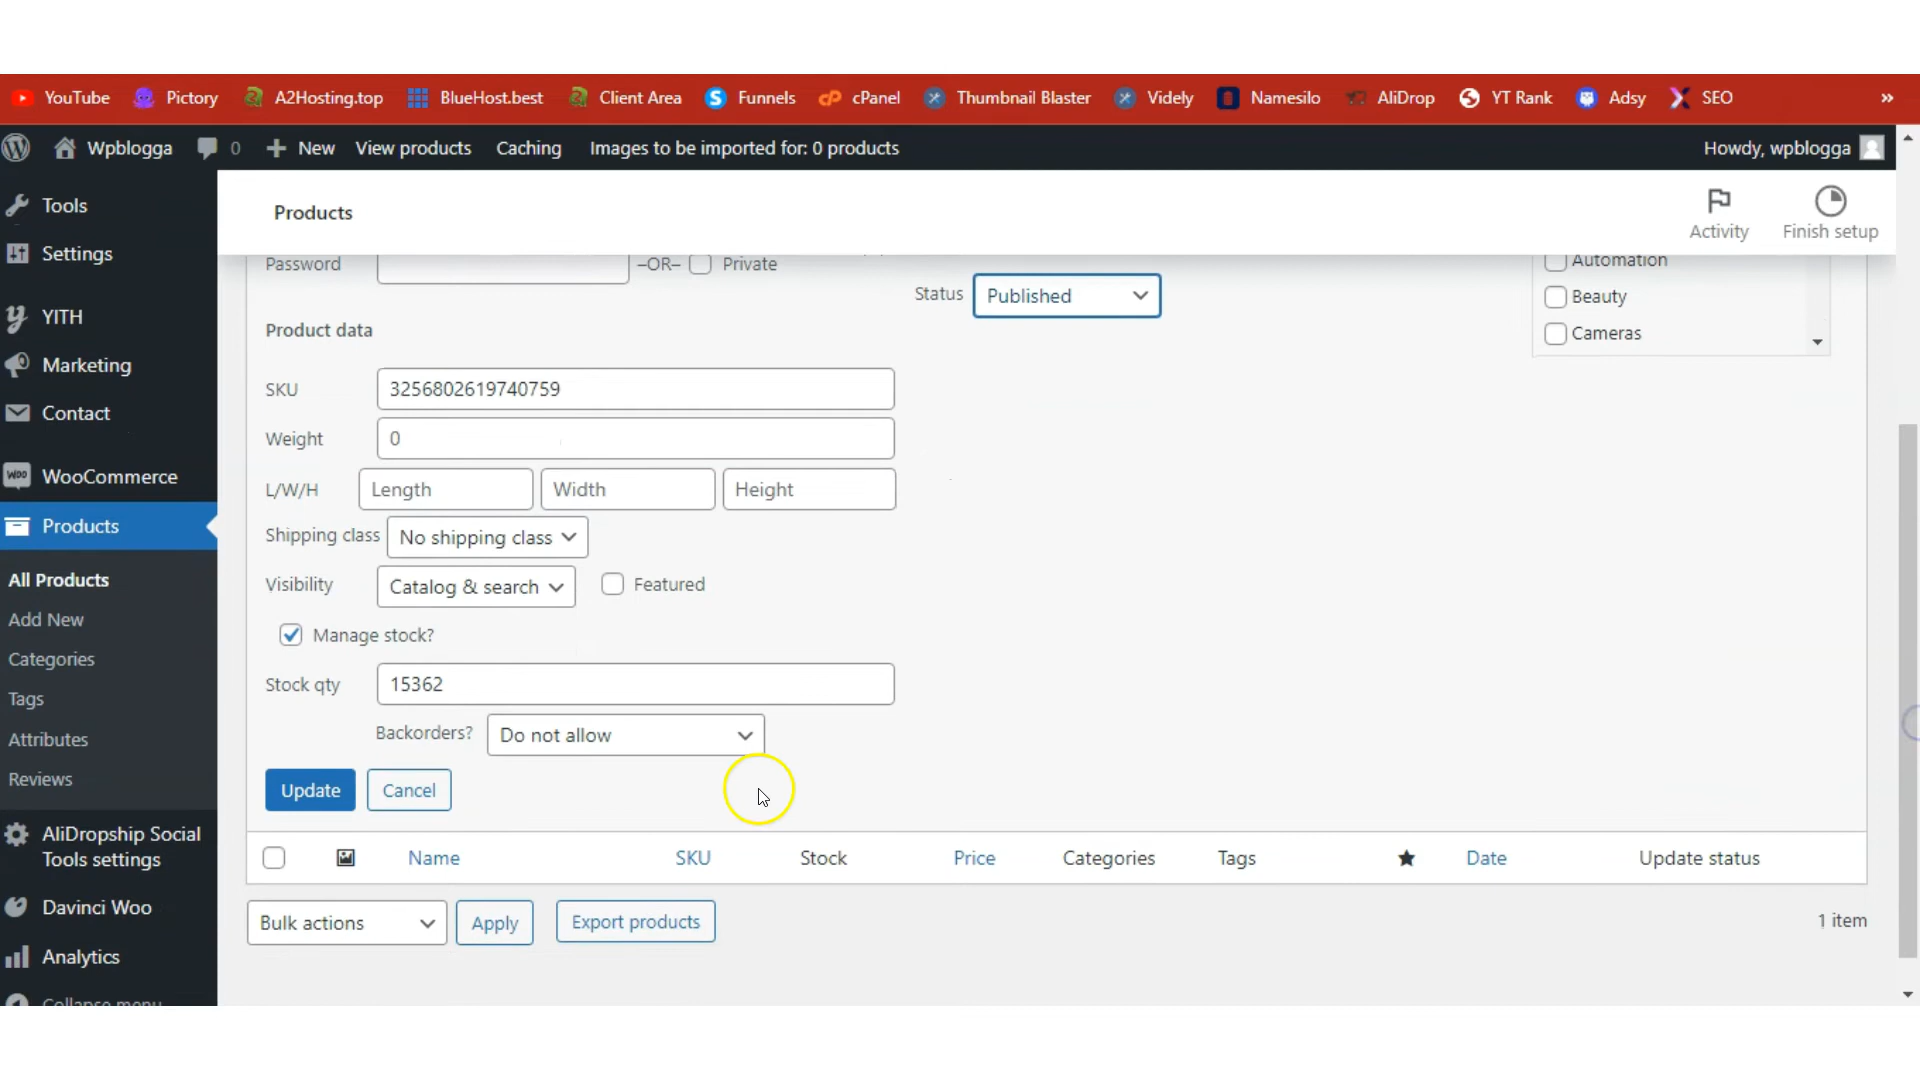 YouTube Pictory A2Hosting.top BlueHost.best Client Area Funnels cPanel Thumbnail Blaster Videly Namesilo AliDrop YT Rank Adsy SEO »
Wpblogga 0 New View products Caching Images to be imported for: 0 products Howdy, wpblogga
Tools
Settings
YITH
Marketing
Contact
WooCommerce
Products
All Products
Add New
Categories
Tags
Attributes
Reviews
AliDropship Social
Tools settings
Davinci Woo
Analytics
Collapse menu
Products
Activity
Finish setup
Password –OR– Private
Automation
Status Published
Beauty
Cameras
Product data
SKU 3256802619740759
Weight 0
L/W/H Length Width Height
Shipping class No shipping class
Visibility Catalog & search Featured
Manage stock?
Stock qty 15362
Backorders? Do not allow
Update Cancel
Name SKU Stock Price Categories Tags Date Update status
Bulk actions Apply Export products 1 item